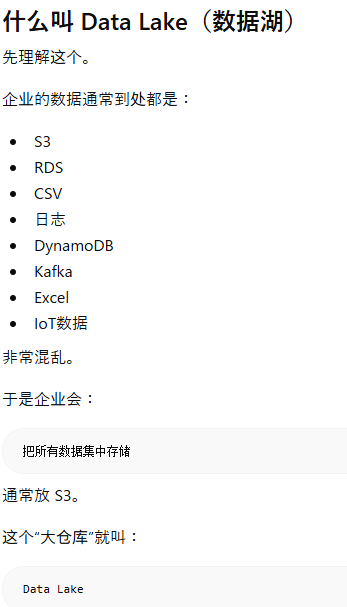 什么叫 Data Lake（数据湖）
先理解这个。
企业的数据通常到处都是：
S3
RDS
CSV
日志
DynamoDB
Kafka
Excel
IoT数据
非常混乱。
于是企业会：
把所有数据集中存储
通常放 S3。
这个“大仓库”就叫：
Data Lake